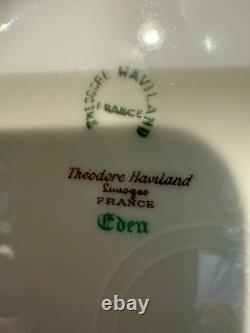 THEODORE HAVILAND
FRANCE
Théodore Haviland
Limoges
FRANCE
Eden